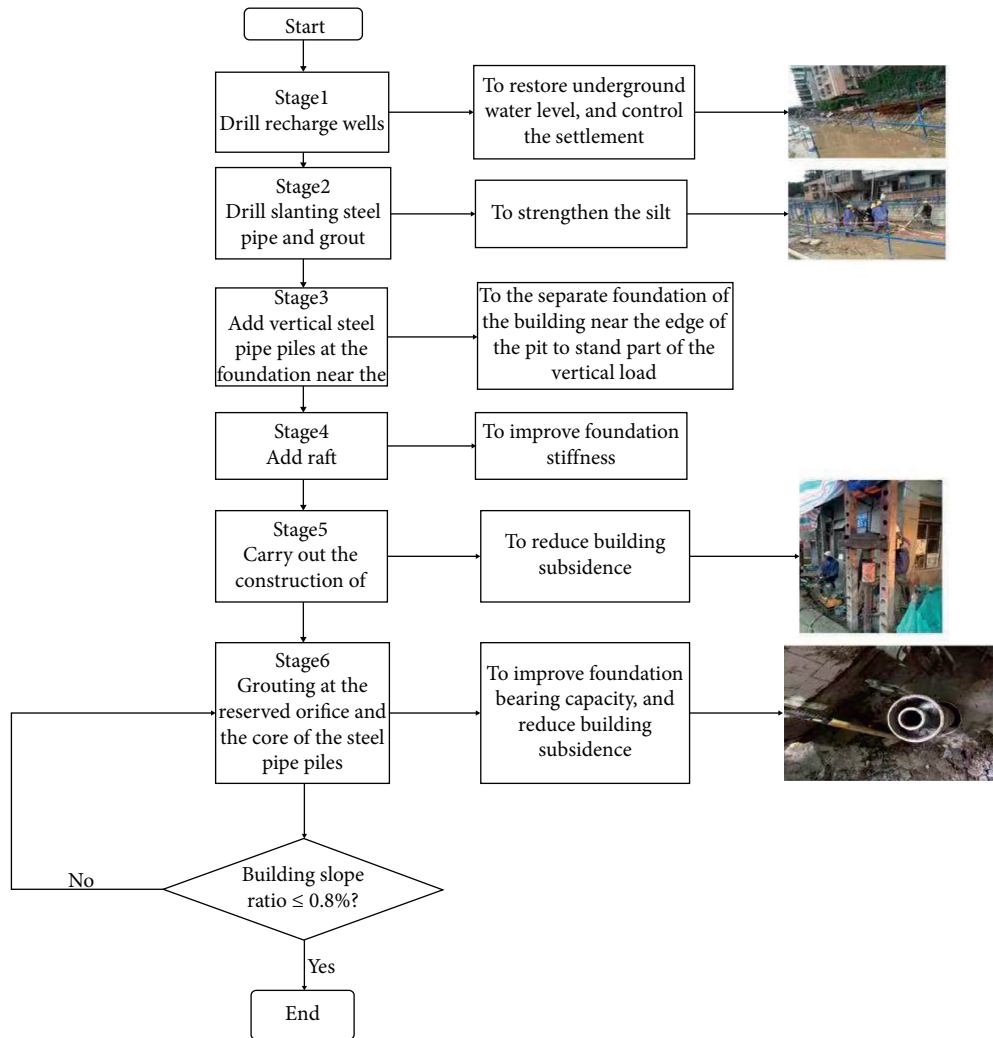 Start
Stage1
Drill recharge wells
To restore underground
water level, and control
the settlement
Stage2
Drill slanting steel
pipe and grout
To strengthen the silt
Stage3
Add vertical steel
pipe piles at the
foundation near the
To the separate foundation of
the building near the edge of
the pit to stand part of the
vertical load
Stage4
Add raft
To improve foundation
stiffness
Stage5
Carry out the
construction of
To reduce building
subsidence
Stage6
Grouting at the
reserved orifice and
the core of the steel
pipe piles
To improve foundation
bearing capacity, and
reduce building
subsidence
Building slope
ratio ≤ 0.8%?
No
Yes
End